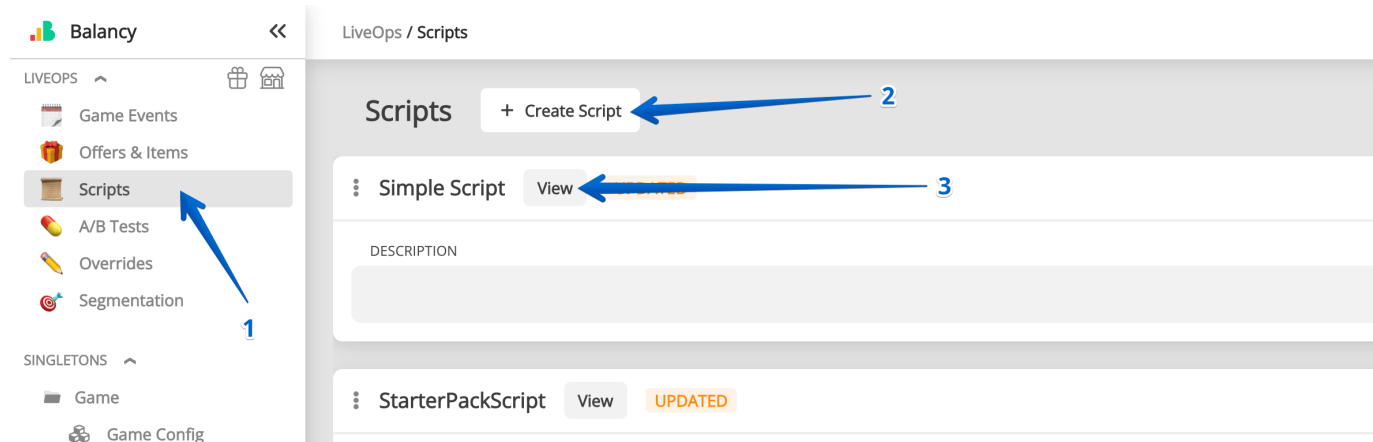 Balancy
LiveOps / Scripts
LIVEOPS
Game Events
Offers & Items
Scripts
A/B Tests
Overrides
Segmentation
1
SINGLETONS
Game
Game Config
Scripts
+ Create Script
2
Simple Script
View
UPDATED
3
DESCRIPTION
StarterPackScript
View
UPDATED